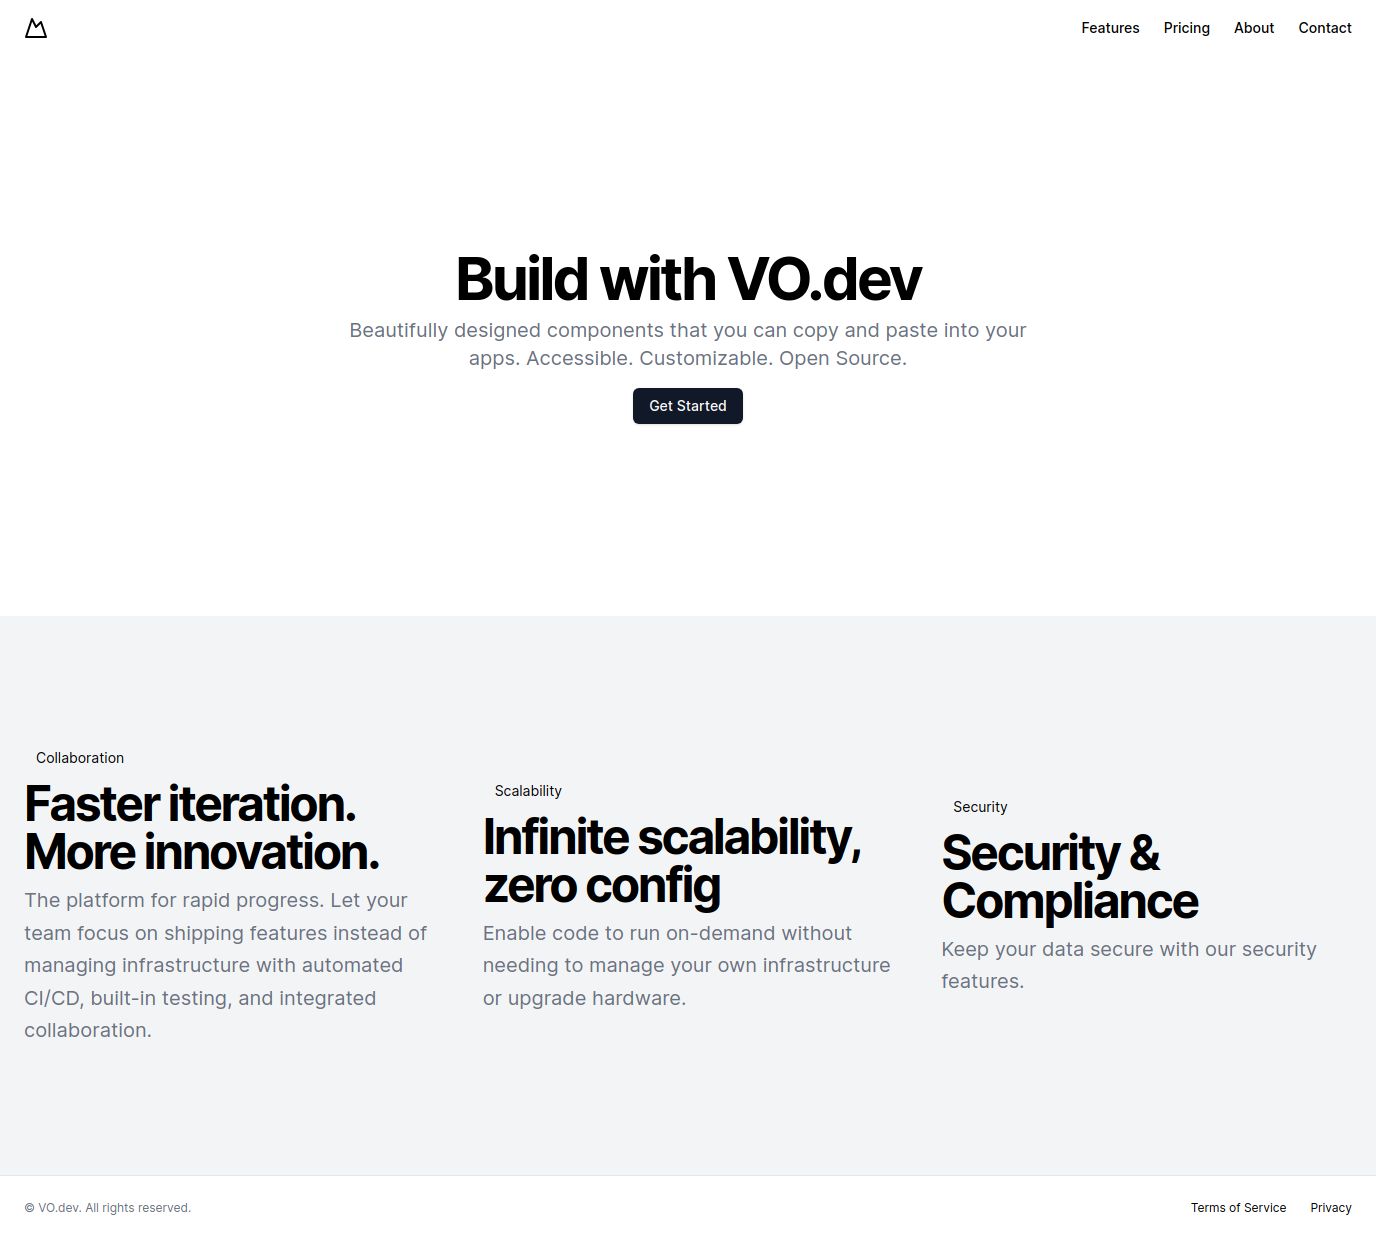 Features
Pricing
About
Contact
Build with VO.dev
Beautifully designed components that you can copy and paste into your
apps. Accessible. Customizable. Open Source.
Get Started
Collaboration
Faster iteration.
More innovation.
The platform for rapid progress. Let your
team focus on shipping features instead of
managing infrastructure with automated
CI/CD, built-in testing, and integrated
collaboration.
Scalability
Infinite scalability,
zero config
Enable code to run on-demand without
needing to manage your own infrastructure
or upgrade hardware.
Security
Security &
Compliance
Keep your data secure with our security
features.
© VO.dev. All rights reserved.
Terms of Service
Privacy